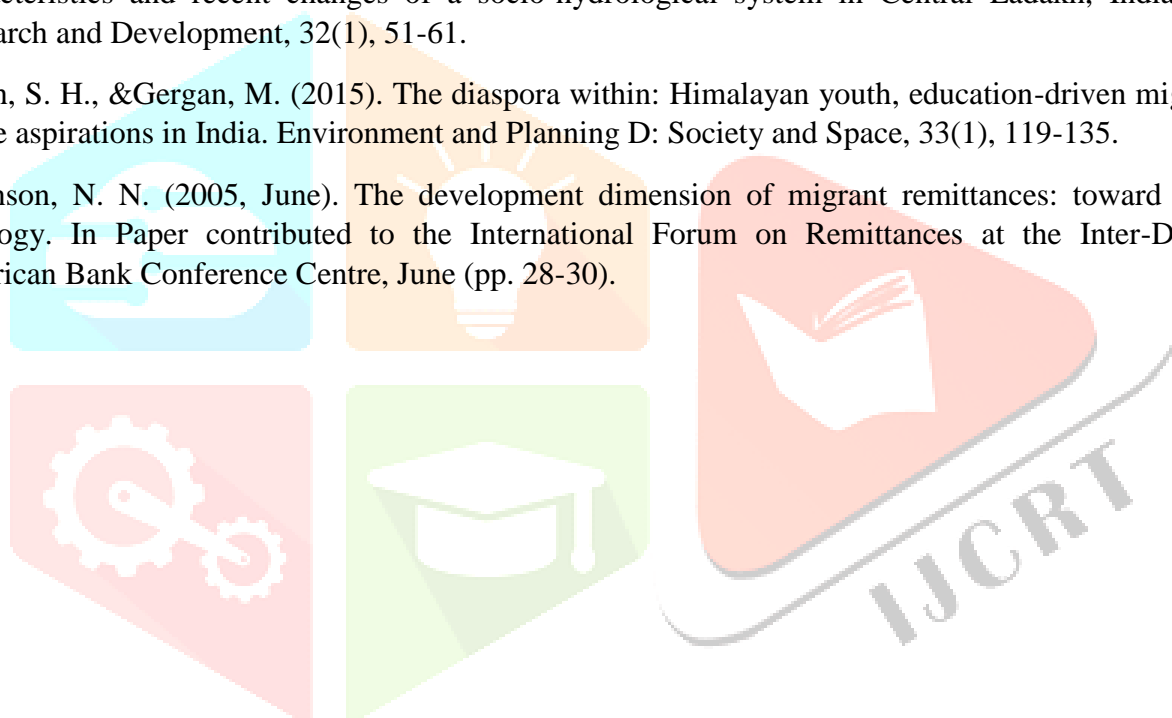 cteristics and recent changes of a socio-hydrological system in Central Ladakh, India
arch and Development, 32(1), 51-61.
n, S. H., &Gergan, M. (2015). The diaspora within: Himalayan youth, education-driven mig
e aspirations in India. Environment and Planning D: Society and Space, 33(1), 119-135.
nson, N. N. (2005, June). The development dimension of migrant remittances: toward
ogy. In Paper contributed to the International Forum on Remittances at the Inter-D
rican Bank Conference Centre, June (pp. 28-30).
IJCRT